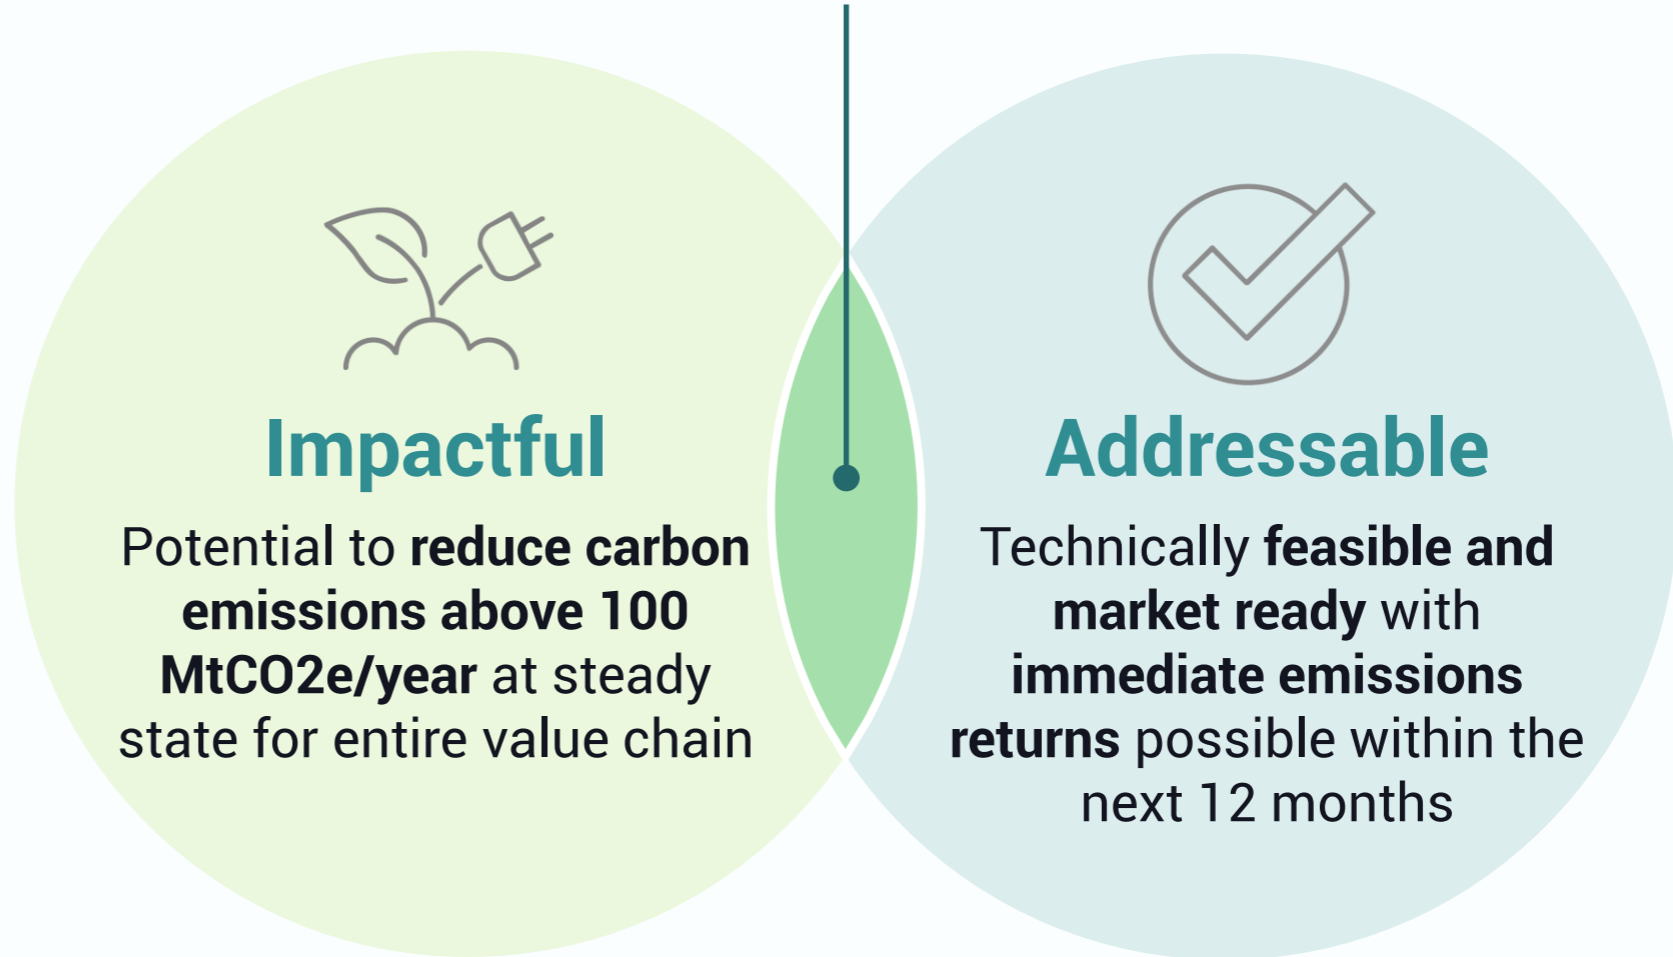 Impactful
Potential to reduce carbon
emissions above 100
MtCO2e/year at steady
state for entire value chain
Addressable
Technically feasible and
market ready with
immediate emissions
returns possible within the
next 12 months